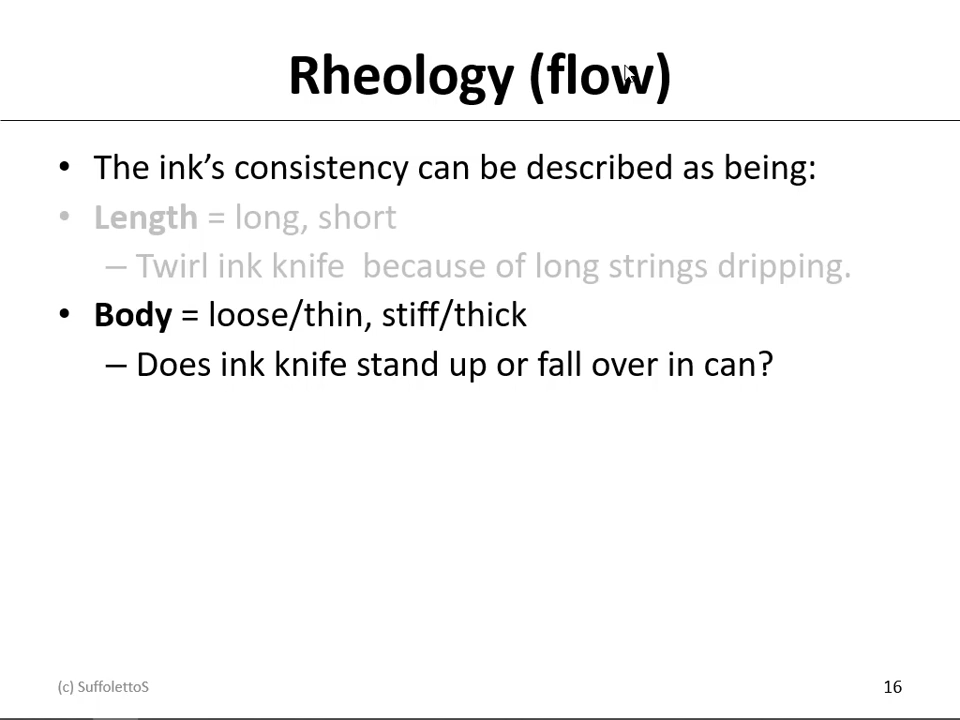 Rheology (flow)
• The ink’s consistency can be described as being:
• Length = long, short
– Twirl ink knife  because of long strings dripping.
• Body = loose/thin, stiff/thick
– Does ink knife stand up or fall over in can?
(c) SuffolettoS
16